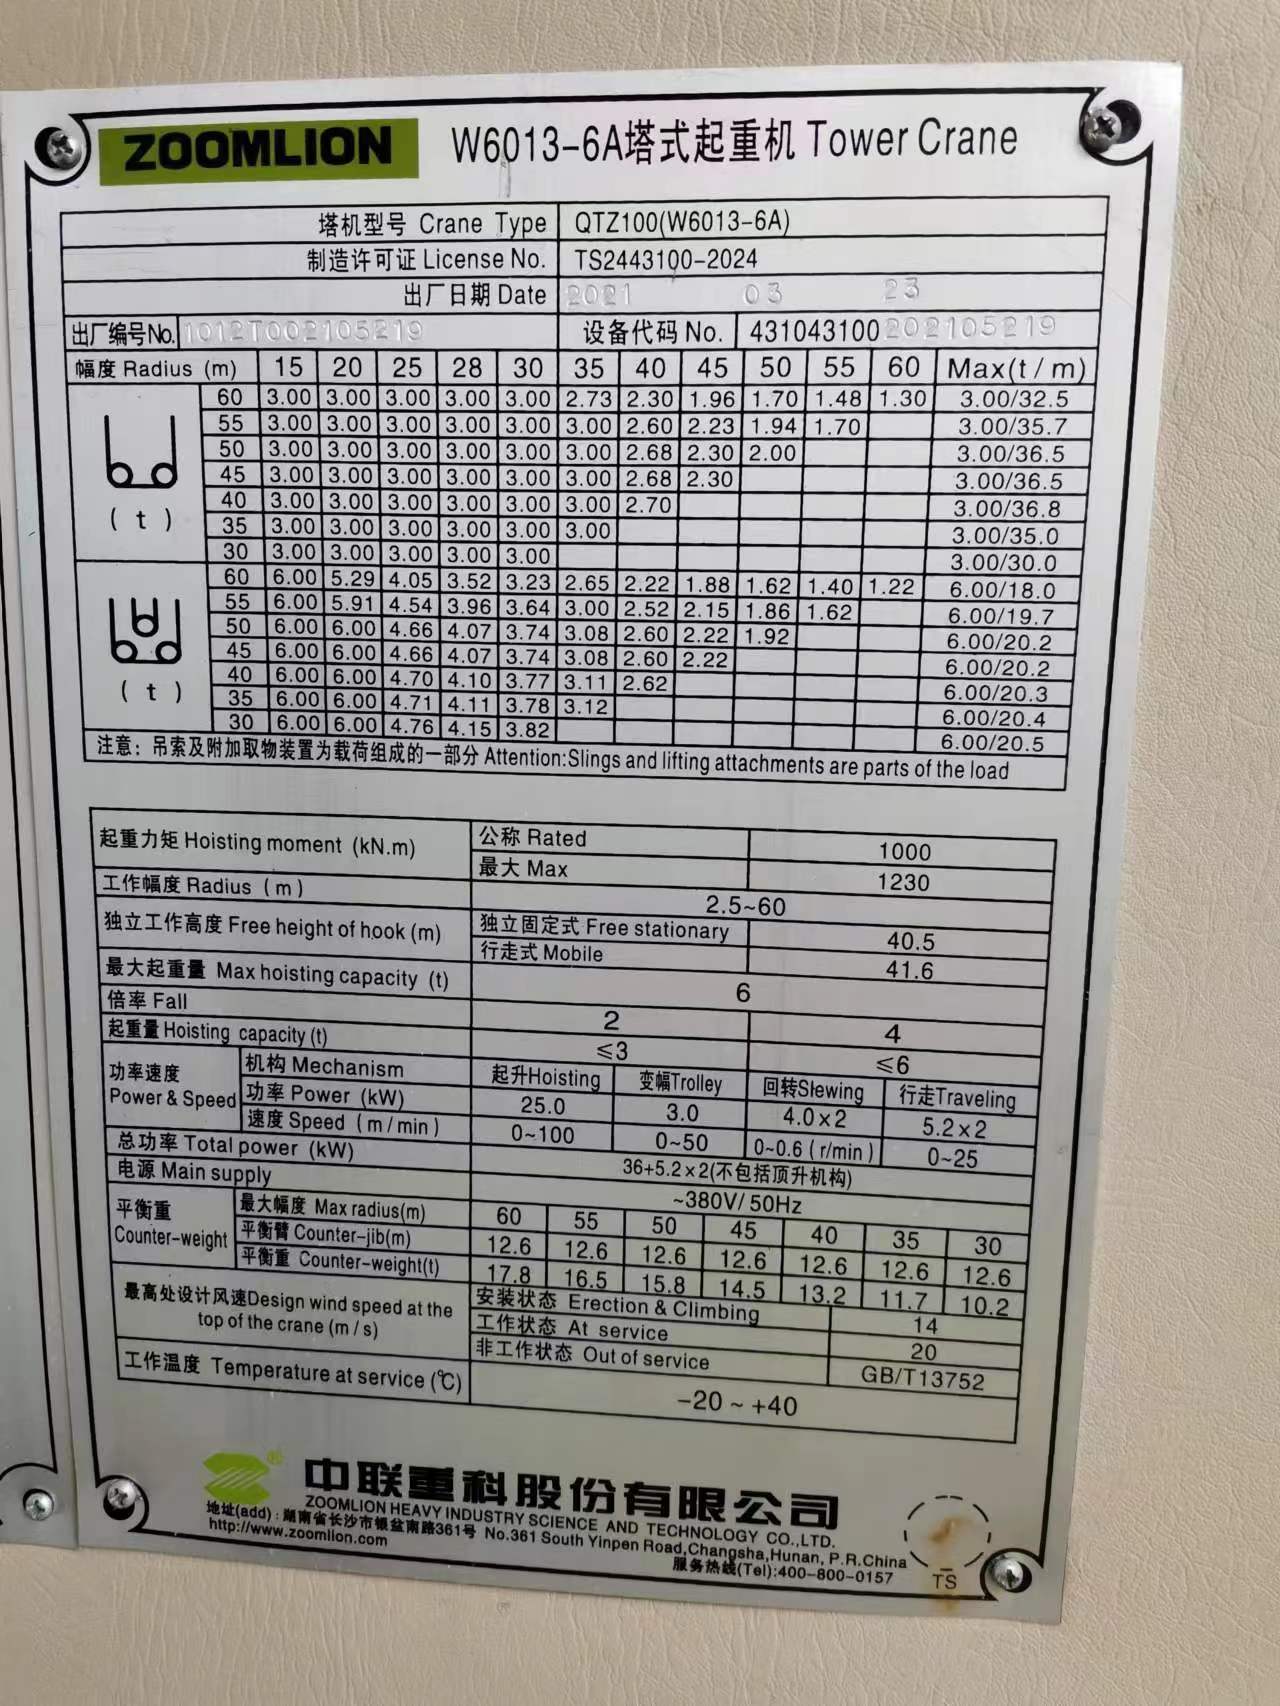 ZOOMLION W6013-6A塔式起重机 Tower Crane
塔机型号 Crane Type QTZ100(W6013-6A)
制造许可证 License No. TS2443100-2024
出厂日期 Date 2021 03 23
出厂编号No. 1012T002105219 设备代码 No. 431043100202105219
幅度 Radius (m) 15 20 25 28 30 35 40 45 50 55 60 Max(t/m)
60 3.00 3.00 3.00 3.00 3.00 2.73 2.30 1.96 1.70 1.48 1.30 3.00/32.5
55 3.00 3.00 3.00 3.00 3.00 3.00 2.60 2.23 1.94 1.70 3.00/35.7
50 3.00 3.00 3.00 3.00 3.00 3.00 2.68 2.30 2.00 3.00/36.5
45 3.00 3.00 3.00 3.00 3.00 3.00 2.68 2.30 3.00/36.5
40 3.00 3.00 3.00 3.00 3.00 3.00 2.70 3.00/36.8
(t)
35 3.00 3.00 3.00 3.00 3.00 3.00 3.00/35.0
30 3.00 3.00 3.00 3.00 3.00 3.00/30.0
60 6.00 5.29 4.05 3.52 3.23 2.65 2.22 1.88 1.62 1.40 1.22 6.00/18.0
55 6.00 5.91 4.54 3.96 3.64 3.00 2.52 2.15 1.86 1.62 6.00/19.7
50 6.00 6.00 4.66 4.07 3.74 3.08 2.60 2.22 1.92 6.00/20.2
45 6.00 6.00 4.66 4.07 3.74 3.08 2.60 2.22 6.00/20.2
40 6.00 6.00 4.70 4.10 3.77 3.11 2.62 6.00/20.3
(t)
35 6.00 6.00 4.71 4.11 3.78 3.12 6.00/20.4
30 6.00 6.00 4.76 4.15 3.82 6.00/20.5
注意：吊索及附加取物装置为载荷组成的一部分 Attention:Slings and lifting attachments are parts of the load
起重力矩 Hoisting moment (kN.m) 公称 Rated 1000
最大 Max 1230
工作幅度 Radius (m) 2.5~60
独立工作高度 Free height of hook (m) 独立固定式 Free stationary 40.5
行走式 Mobile 41.6
最大起重量 Max hoisting capacity (t) 6
倍率 Fall 2 4
起重量 Hoisting capacity (t) ≤3 ≤6
功率速度 Power & Speed 机构 Mechanism 起升Hoisting 变幅Trolley 回转Slewing 行走Traveling
功率 Power (kW) 25.0 3.0 4.0×2 5.2×2
速度 Speed (m/min) 0~100 0~50 0~0.6 (r/min) 0~25
总功率 Total power (kW) 36+5.2×2(不包括顶升机构)
电源 Main supply ~380V/ 50Hz
平衡重 Counter-weight 最大幅度 Max radius(m) 60 55 50 45 40 35 30
平衡臂 Counter-jib(m) 12.6 12.6 12.6 12.6 12.6 12.6 12.6
平衡重 Counter-weight(t) 17.8 16.5 15.8 14.5 13.2 11.7 10.2
最高处设计风速Design wind speed at the top of the crane (m/s) 安装状态 Erection & Climbing 14
工作状态 At service 20
非工作状态 Out of service GB/T13752
工作温度 Temperature at service (℃) -20 ~ +40
® 中联重科股份有限公司
ZOOMLION HEAVY INDUSTRY SCIENCE AND TECHNOLOGY CO.,LTD.
地址(add)：湖南省长沙市银盆南路361号 No.361 South Yinpen Road,Changsha,Hunan, P.R.China
http://www.zoomlion.com 服务热线(Tel):400-800-0157
TS